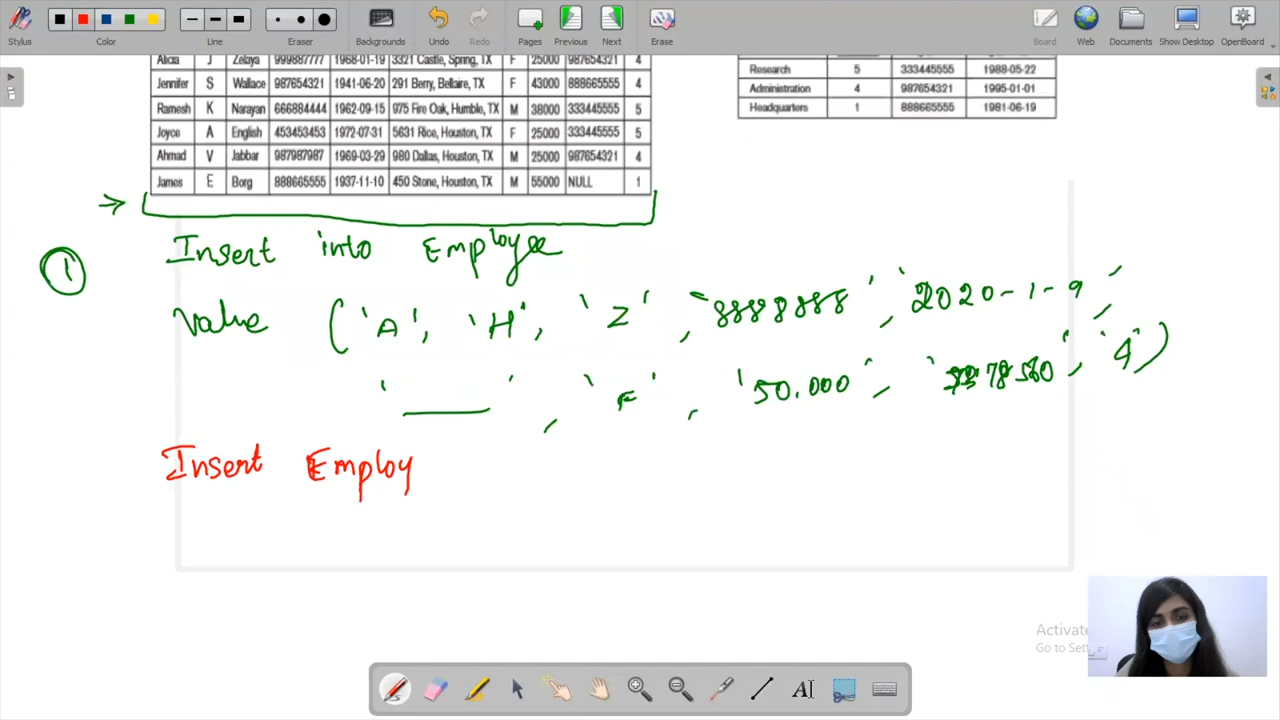 Stylus Color Line Eraser Backgrounds Undo Redo Pages Previous Next Erase Board Web Documents Show Desktop OpenBoard
Alicia J Zelaya 999887777 1968-01-19 3321 Castle, Spring, TX F 25000 987654321 4
Jennifer S Wallace 987654321 1941-06-20 291 Berry, Bellaire, TX F 43000 888665555 4
Ramesh K Narayan 666884444 1962-09-15 975 Fire Oak, Humble, TX M 38000 333445555 5
Joyce A English 453453453 1972-07-31 5631 Rice, Houston, TX F 25000 333445555 5
Ahmad V Jabbar 987987987 1969-03-29 980 Dallas, Houston, TX M 25000 987654321 4
James E Borg 888665555 1937-11-10 450 Stone, Houston, TX M 55000 NULL 1
Research 5 333445555 1988-05-22
Administration 4 987654321 1995-01-01
Headquarters 1 888665555 1981-06-19
1
Insert into Employee
Value ('A', 'H', 'Z', '8888888', '2020-1-9',
'____', 'F', '50.000', '4')
Insert Employ
Activate
Go to Sett